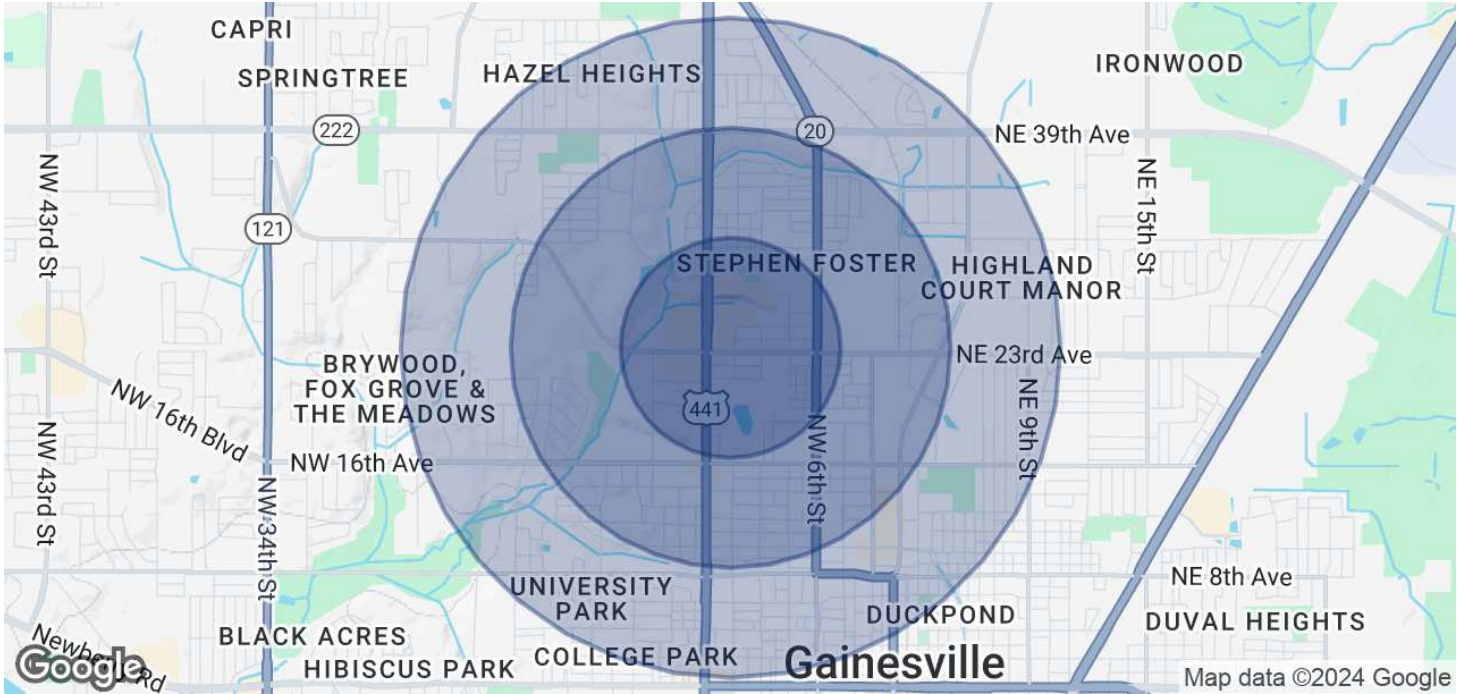 CAPRI
SPRINGTREE
HAZEL HEIGHTS
IRONWOOD
222
20
NE 39th Ave
NW 43rd St
NE 15th St
121
STEPHEN FOSTER
HIGHLAND
COURT MANOR
BRYWOOD,
FOX GROVE &
THE MEADOWS
NE 23rd Ave
NW 16th Blvd
441
NE 9th St
NW 6th St
NW 43rd St
NW 16th Ave
NW 34th St
UNIVERSITY
PARK
NE 8th Ave
DUCKPOND
DUVAL HEIGHTS
BLACK ACRES
Newberry Rd
HIBISCUS PARK
COLLEGE PARK
Gainesville
Google
Map data ©2024 Google